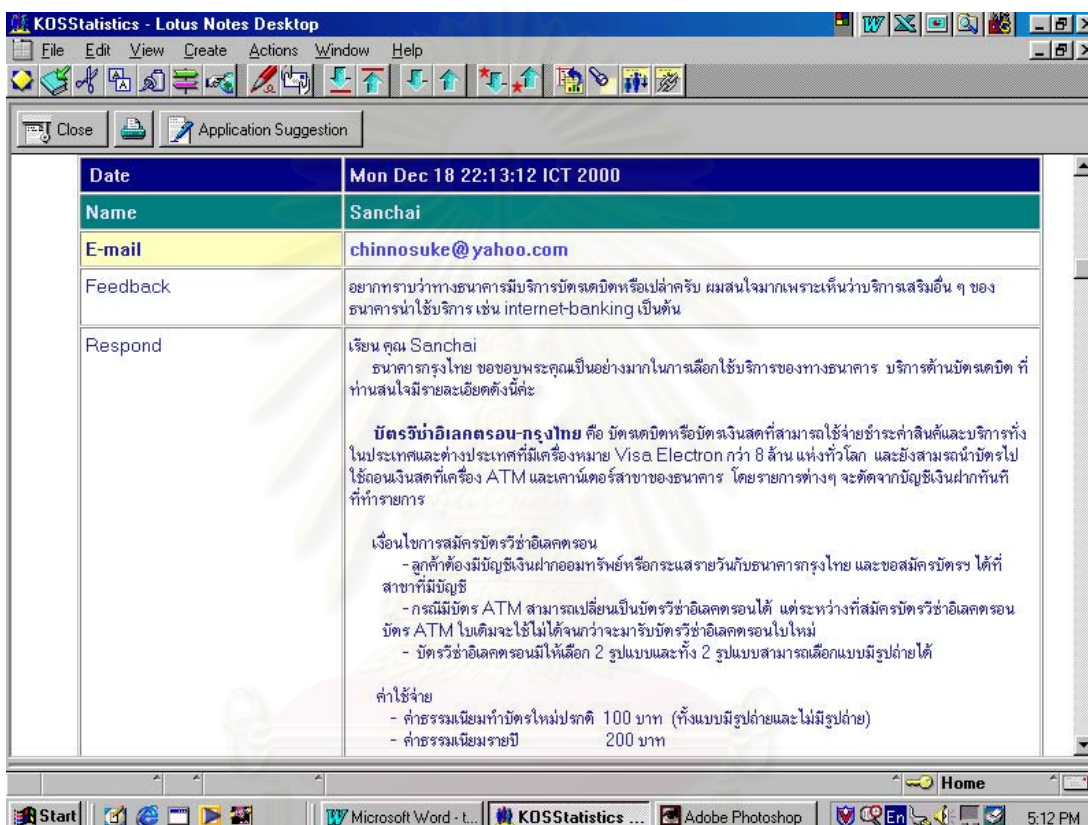 KOSStatistics - Lotus Notes Desktop
File Edit View Create Actions Window Help
Close Application Suggestion
Date Mon Dec 18 22:13:12 ICT 2000
Name Sanchai
E-mail chinnosuke@yahoo.com
Feedback อยากทราบว่าทางธนาคารมีบริการบัตรเดบิตหรือเปล่าครับ ผมสนใจมากเพราะเห็นว่าบริการเสริมอื่น ๆ ของ
ธนาคารน่าใช้บริการ เช่น internet-banking เป็นต้น
Respond เรียน คุณ Sanchai
ธนาคารกรุงไทย ขอขอบพระคุณเป็นอย่างมากในการเลือกใช้บริการของทางธนาคาร บริการด้านบัตรเดบิต ที่
ท่านสนใจมีรายละเอียดดังนี้ค่ะ
บัตรวีซ่าอิเลคตรอน-กรุงไทย คือ บัตรเดบิตหรือบัตรเงินสดที่สามารถใช้จ่ายชำระค่าสินค้และบริการทั้ง
ในประเทศและต่างประเทศที่มีเครื่องหมาย Visa Electron กว่า 8 ล้าน แห่งทั่วโลก และยังสามรถนำบัตรไป
ใช้ถอนเงินสดที่เครื่อง ATM และเคาน์เตอร์สาขาของธนาคาร โดยรายการต่างๆ จะตัดจากบัญชีเงินฝากทันที
ที่ทำรายการ
เงื่อนไขการสมัครบัตรวีซ่าอิเลคตรอน
- ลูกค้าต้องมีบัญชีเงินฝากออมทรัพย์หรือกระแสรายวันกับธนาคารกรุงไทย และขอสมัครบัตรฯ ได้ที่
สาขาที่มีบัญชี
- กรณีมีบัตร ATM สามารถเปลี่ยนเป็นบัตรวีซ่าอิเลคตรอนได้ แต่ระหว่างที่สมัครบัตรวีซ่าอิเลคตรอน
บัตร ATM ใบเดิมจะใช้ไม่ได้จนกว่าจะมารับบัตรวีซ่าอิเลคตรอนใบใหม่
- บัตรวีซ่าอิเลคตรอนมีให้เลือก 2 รูปแบบและทั้ง 2 รูปแบบสามารถเลือกแบบมีรูปถ่ายได้
ค่าใช้จ่าย
- ค่าธรรมเนียมทำบัตรใหม่ปรกติ 100 บาท (ทั้งแบบมีรูปถ่ายและไม่มีรูปถ่าย)
- ค่าธรรมเนียมรายปี 200 บาท
Home
Start Microsoft Word - t... KOSStatistics ... Adobe Photoshop En 5:12 PM